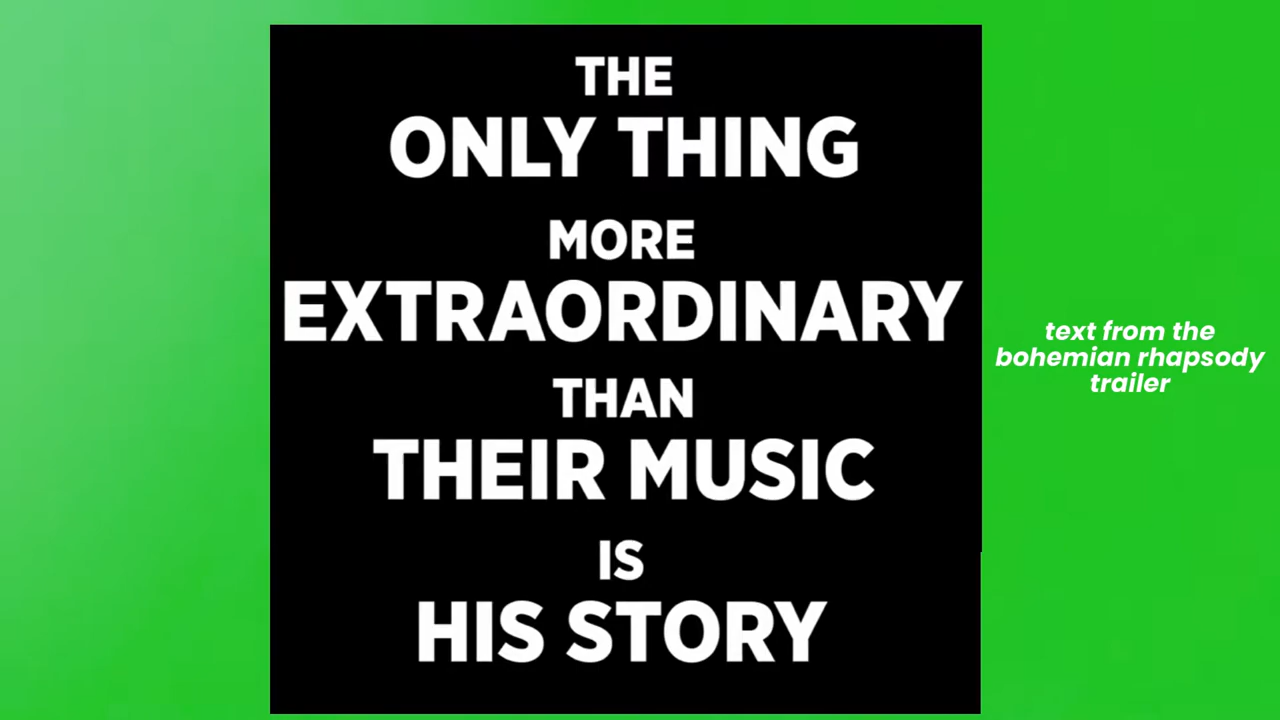 THE
ONLY THING
MORE
EXTRAORDINARY
THAN
THEIR MUSIC
IS
HIS STORY
text from the
bohemian rhapsody
trailer